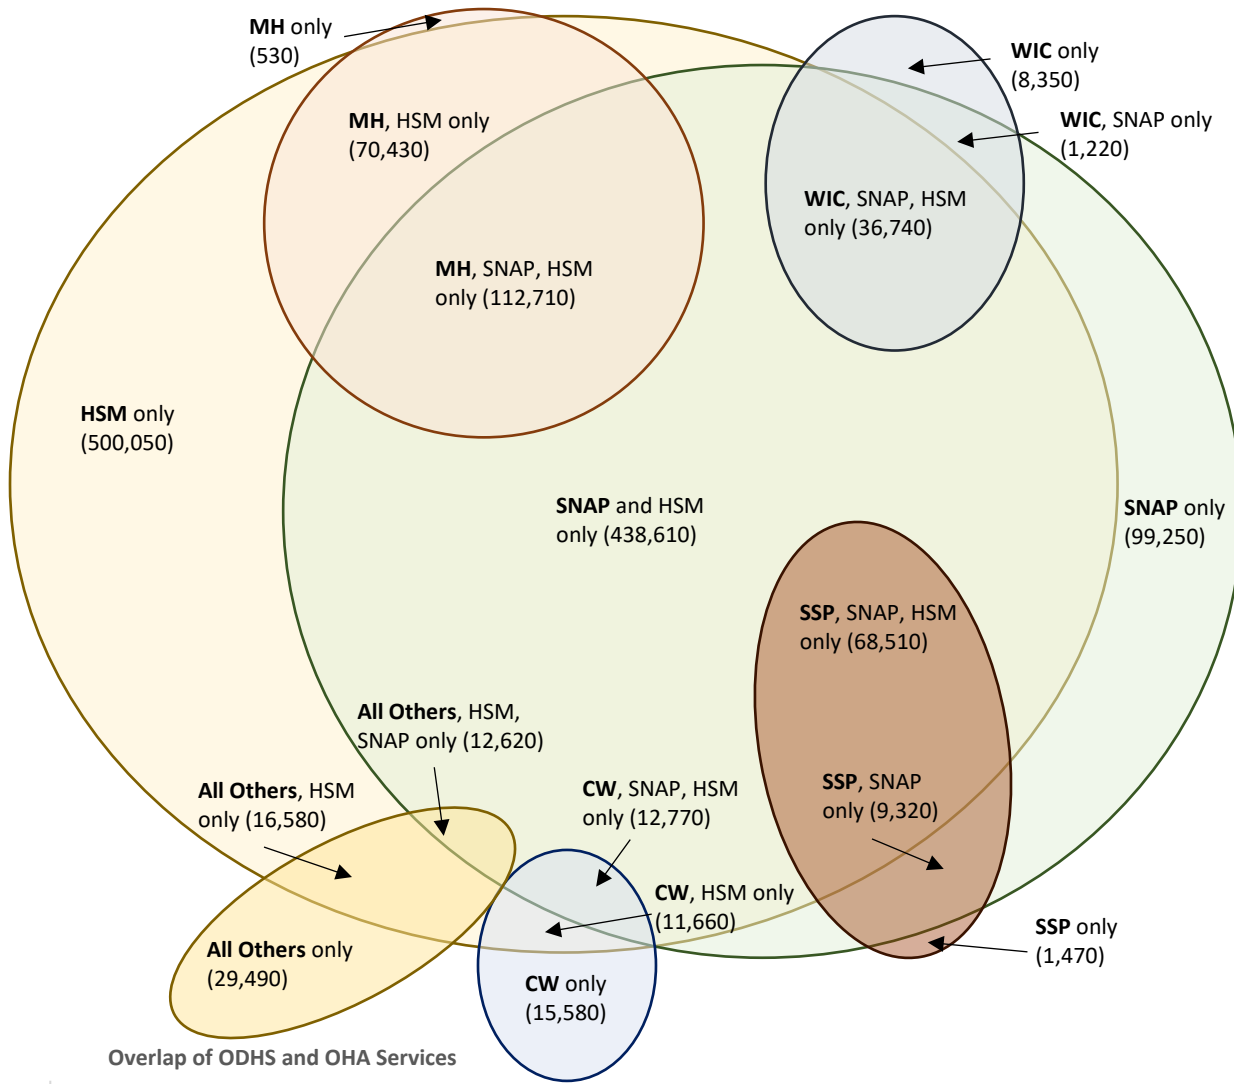 MH only
(530)
WIC only
(8,350)
MH, HSM only
(70,430)
WIC, SNAP only
(1,220)
WIC, SNAP, HSM
only (36,740)
MH, SNAP, HSM
only (112,710)
HSM only
(500,050)
SNAP and HSM
only (438,610)
SNAP only
(99,250)
SSP, SNAP, HSM
only (68,510)
All Others, HSM,
SNAP only (12,620)
All Others, HSM
only (16,580)
CW, SNAP, HSM
only (12,770)
SSP, SNAP
only (9,320)
CW, HSM only
(11,660)
SSP only
(1,470)
All Others only
(29,490)
CW only
(15,580)
Overlap of ODHS and OHA Services